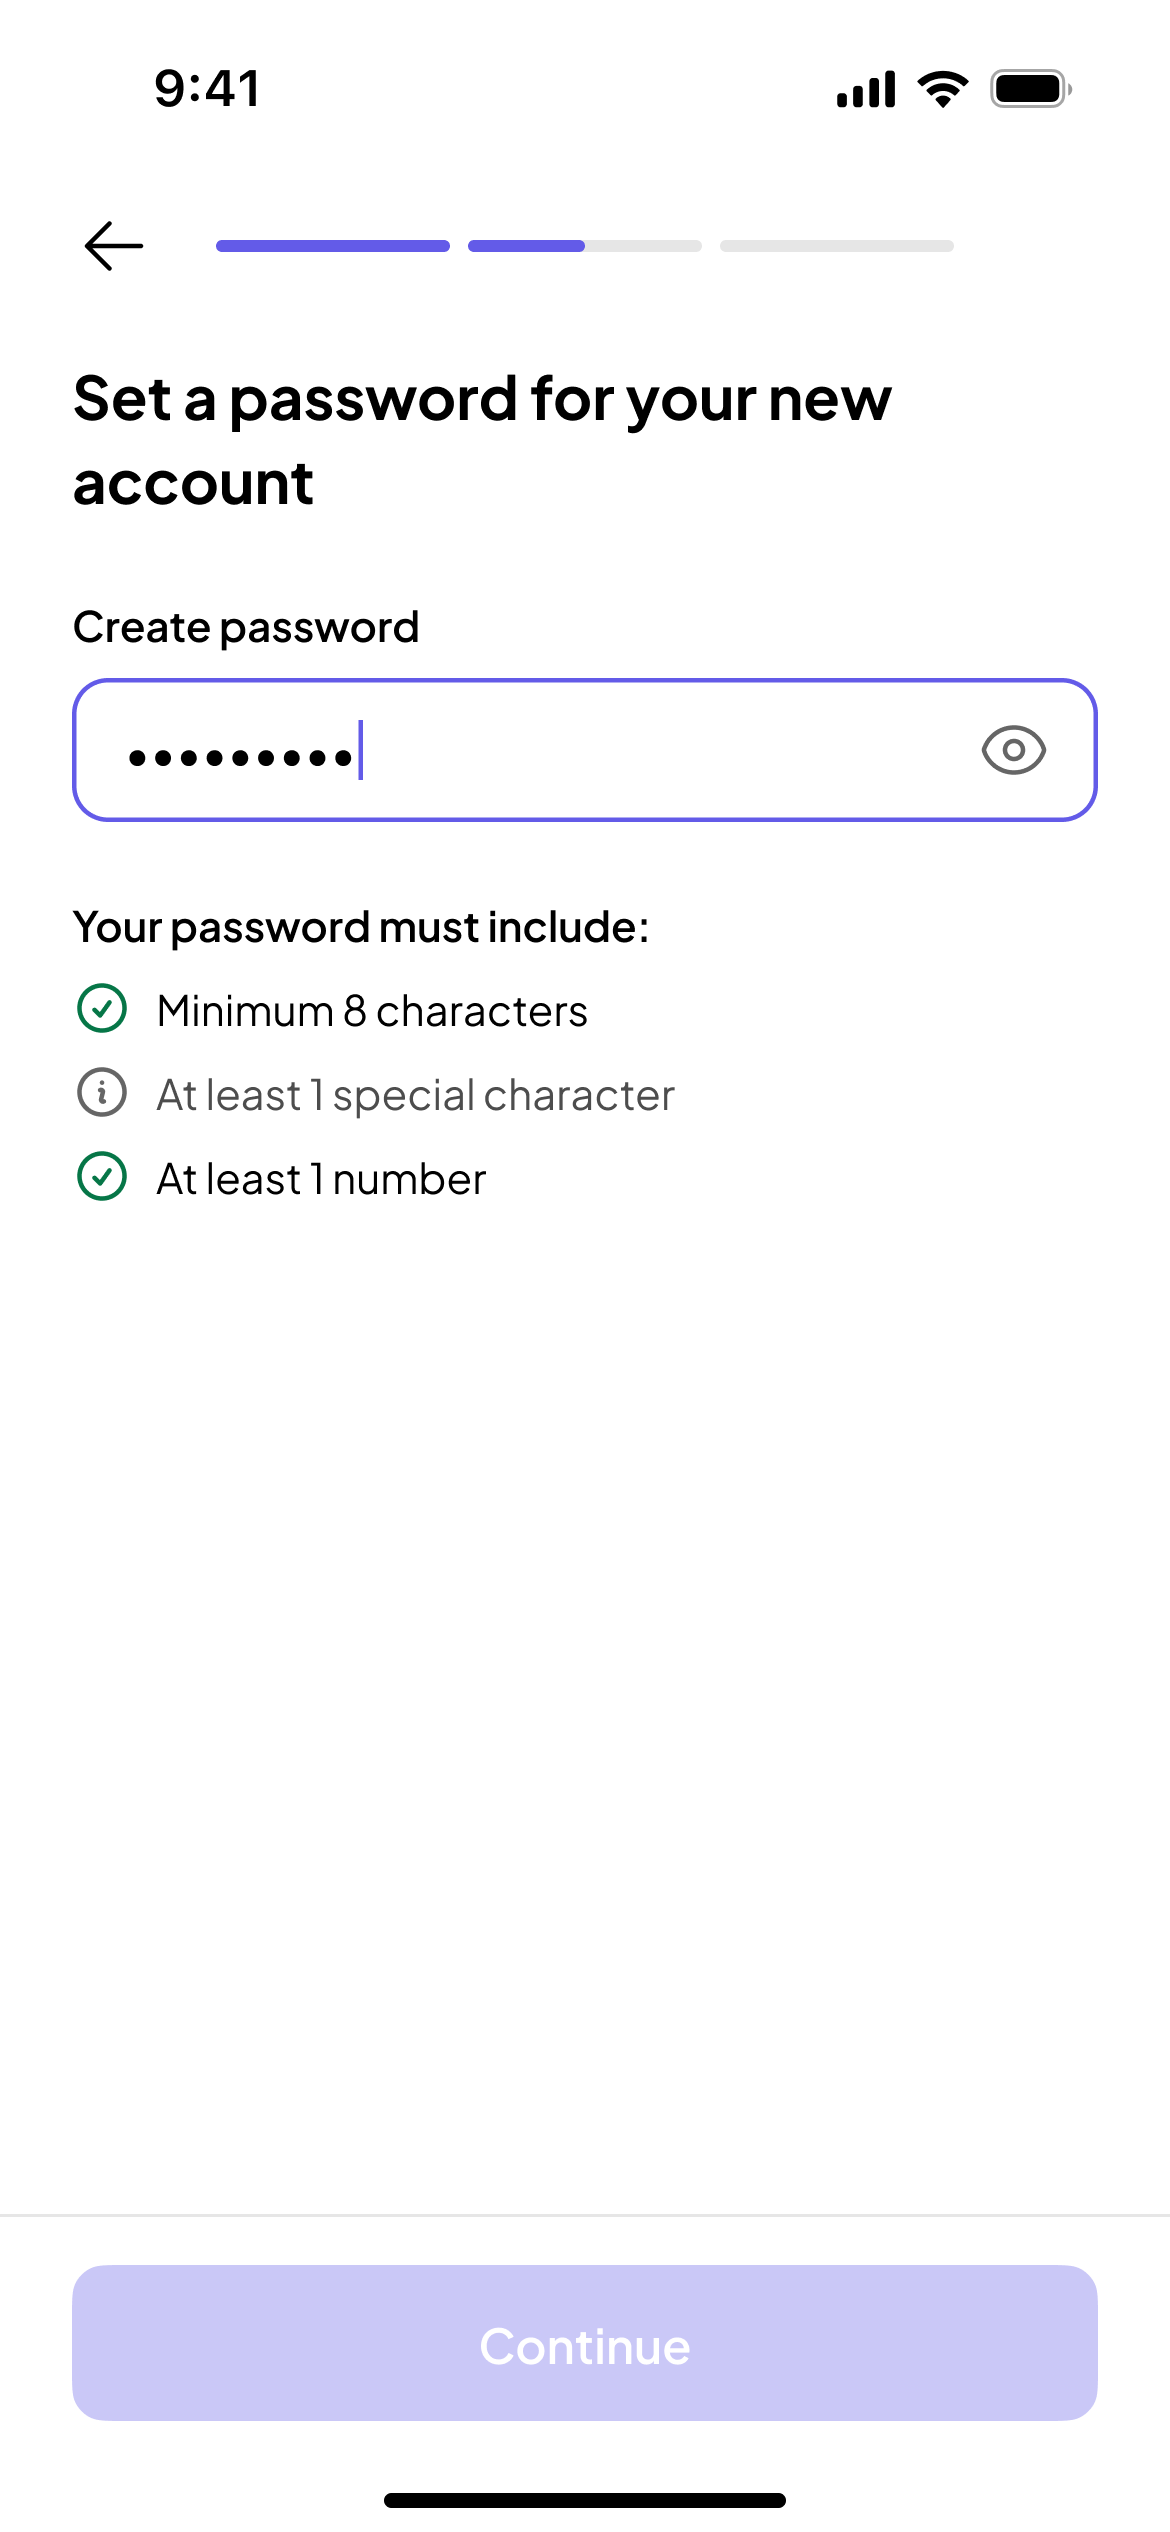 9:41
Set a password for your new
account
Create password
•••••••••
Your password must include:
Minimum 8 characters
At least 1 special character
At least 1 number
Continue